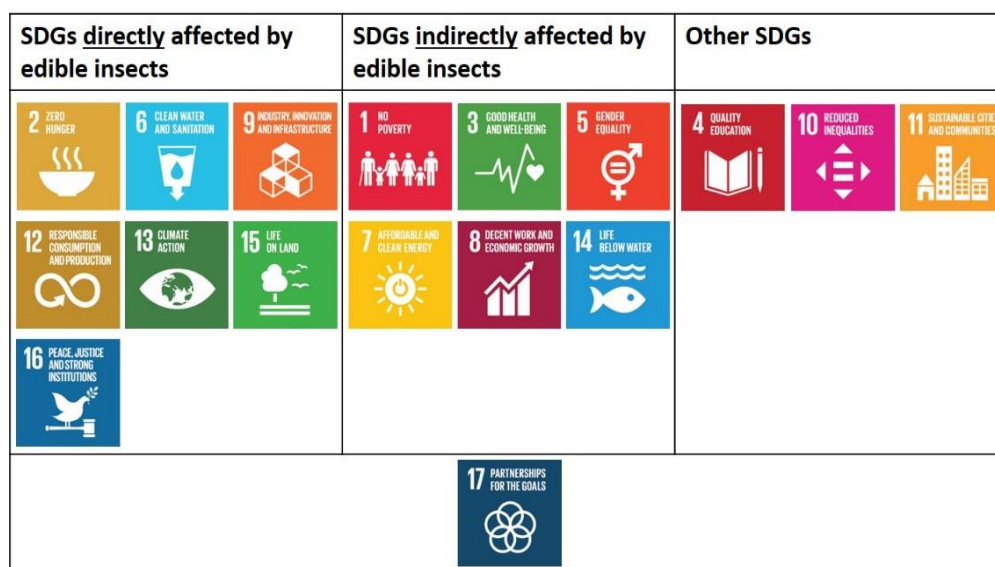 SDGs directly affected by
edible insects
SDGs indirectly affected by
edible insects
Other SDGs
2 ZERO
HUNGER
6 CLEAN WATER
AND SANITATION
9 INDUSTRY, INNOVATION
AND INFRASTRUCTURE
12 RESPONSIBLE
CONSUMPTION
AND PRODUCTION
13 CLIMATE
ACTION
15 LIFE
ON LAND
16 PEACE, JUSTICE
AND STRONG
INSTITUTIONS
1 NO
POVERTY
3 GOOD HEALTH
AND WELL-BEING
5 GENDER
EQUALITY
7 AFFORDABLE AND
CLEAN ENERGY
8 DECENT WORK AND
ECONOMIC GROWTH
14 LIFE
BELOW WATER
4 QUALITY
EDUCATION
10 REDUCED
INEQUALITIES
11 SUSTAINABLE CITIE
AND COMMUNITIES
17 PARTNERSHIPS
FOR THE GOALS